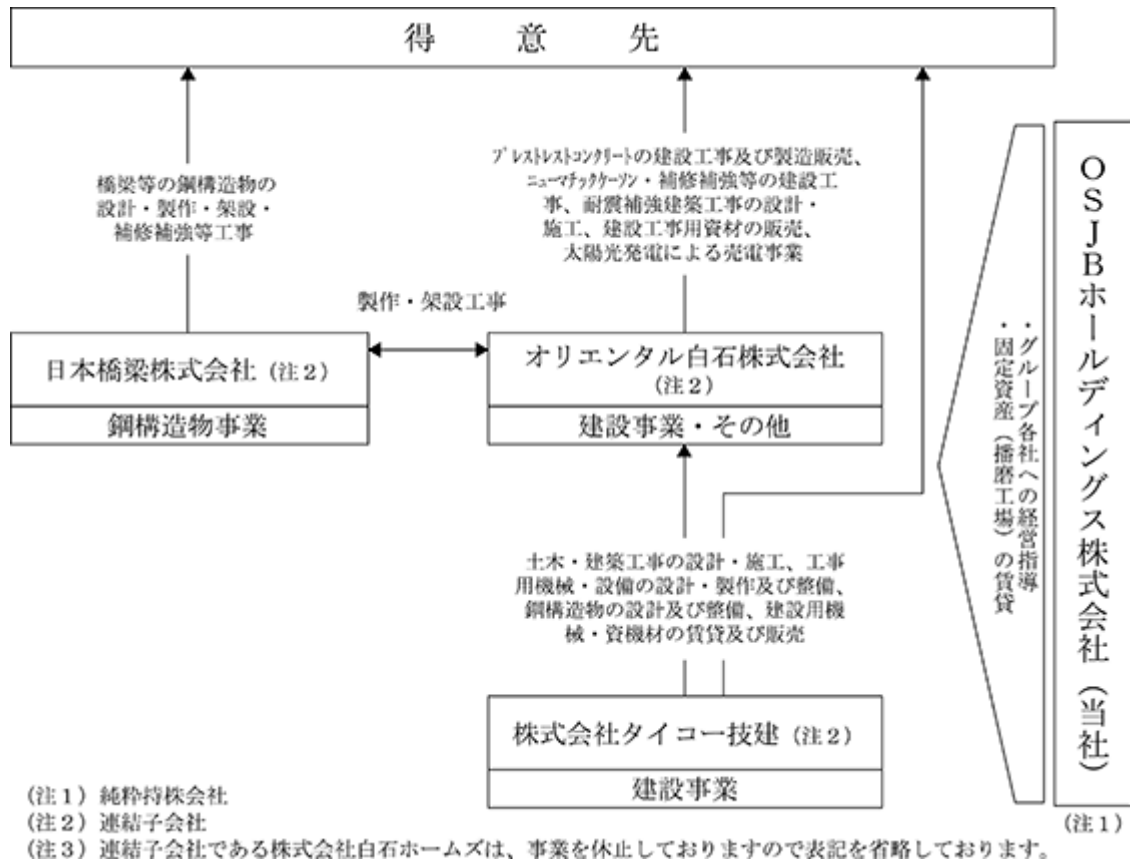 得意先
橋梁等の鋼構造物の
設計・製作・架設・
補修補強等工事
プレストレストコンクリートの建設工事及び製造販売、
ニューマチックケーソン・補修補強等の建設工
事、耐震補強建築工事の設計・
施工、建設工事用資材の販売、
太陽光発電による売電事業
製作・架設工事
日本橋梁株式会社（注２）
鋼構造物事業
オリエンタル白石株式会社
（注２）
建設事業・その他
土木・建築工事の設計・施工、工事
用機械・設備の設計・製作及び整備、
鋼構造物の設計及び整備、建設用機
械・資機材の賃貸及び販売
株式会社タイコー技建（注２）
建設事業
・グループ各社への経営指導
・固定資産（播磨工場）の賃貸
ＯＳＪＢホールディングス株式会社（当社）
（注１）
（注１）純粋持株会社
（注２）連結子会社
（注３）連結子会社である株式会社白石ホームズは、事業を休止しておりますので表記を省略しております。